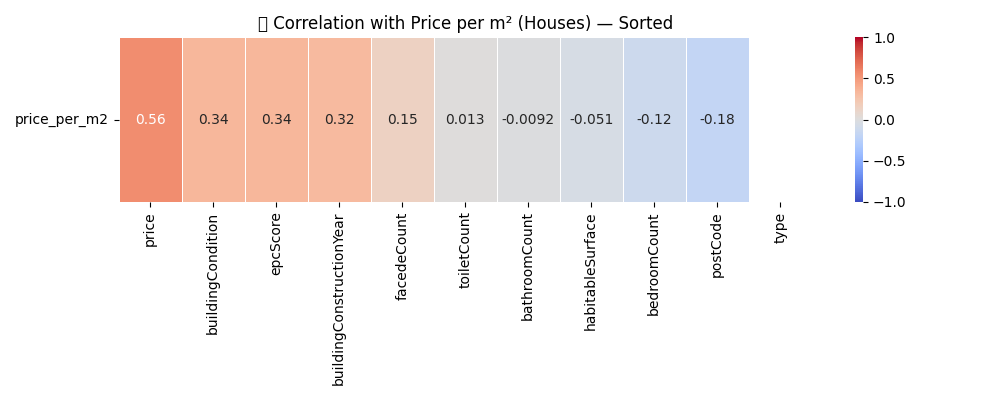 ▯ Correlation with Price per m² (Houses) — Sorted
price_per_m2
0.56 0.34 0.34 0.32 0.15 0.013 -0.0092 -0.051 -0.12 -0.18
price
buildingCondition
epcScore
buildingConstructionYear
facedeCount
toiletCount
bathroomCount
habitableSurface
bedroomCount
postCode
type
1.0
0.5
0.0
−0.5
−1.0